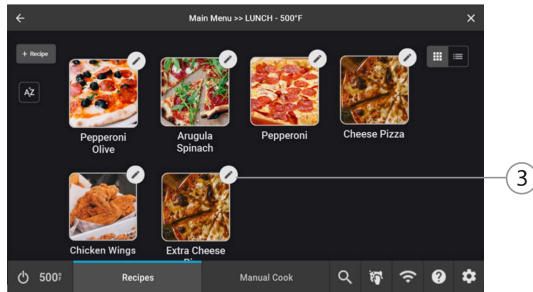 Main Menu >> LUNCH - 500°F
+ Recipe
AZ
Pepperoni
Olive
Arugula
Spinach
Pepperoni
Cheese Pizza
3
Chicken Wings
Extra Cheese
500°F
Recipes
Manual Cook
?